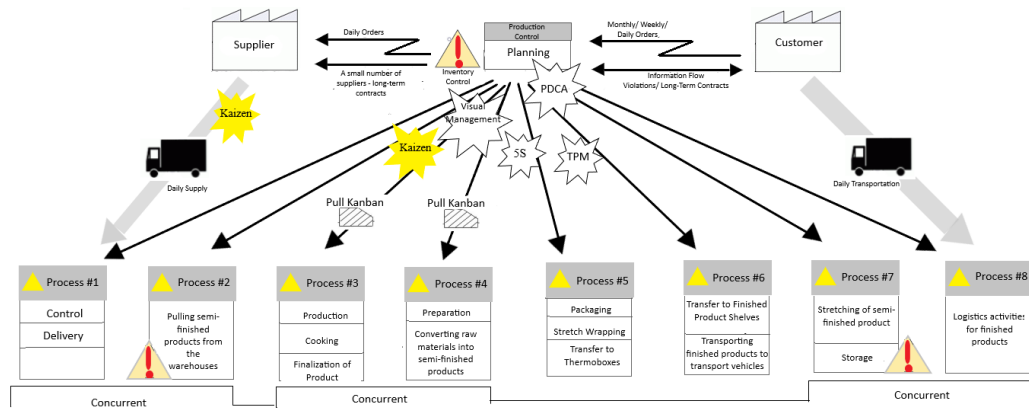 Supplier
Daily Orders
A small number of
suppliers - long-term
contracts
Inventory
Control
Production
Control
Planning
Monthly/ Weekly/
Daily Orders,
Information Flow
Violations/ Long-Term Contracts
Customer
Kaizen
Kaizen
Visual
Management
PDCA
5S
TPM
Daily Supply
Daily Transportation
Pull Kanban
Pull Kanban
Process #1
Control
Delivery
Process #2
Pulling semi-
finished
products from
the
warehouses
Process #3
Production
Cooking
Finalization of
Product
Process #4
Preparation
Converting raw
materials into
semi-finished
products
Process #5
Packaging
Stretch Wrapping
Transfer to
Thermoboxes
Process #6
Transfer to Finished
Product Shelves
Transporting
finished products to
transport vehicles
Process #7
Stretching of semi-
finished product
Storage
Process #8
Logistics activities
for finished
products
Concurrent
Concurrent
Concurrent